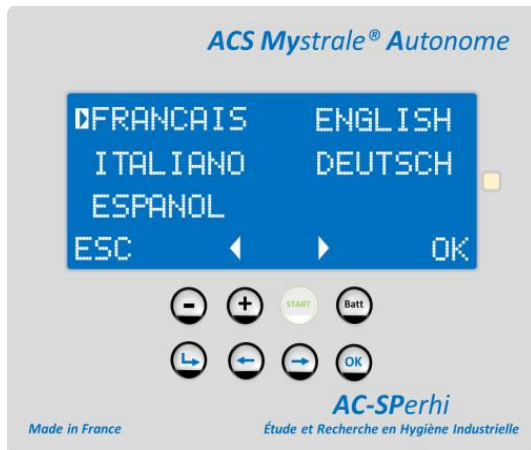 ACS Mystrale® Autonome
FRANCAIS ENGLISH
ITALIANO DEUTSCH
ESPANOL
ESC OK
- + START Batt
OK
AC-SPerhi
Made in France Étude et Recherche en Hygiène Industrielle